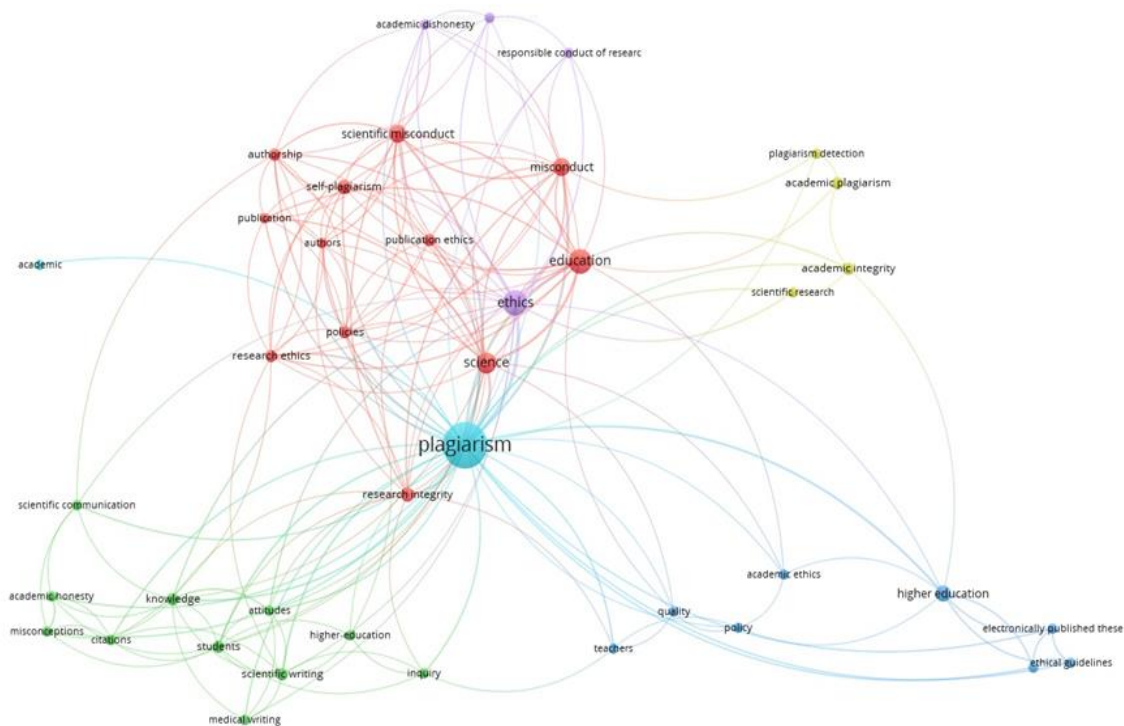 academic dishonesty
responsible conduct of researc
scientific misconduct
authorship
misconduct
plagiarism detection
self-plagiarism
academic plagiarism
publication
authors
publication ethics
academic
education
academic integrity
scientific research
ethics
policies
research ethics
science
plagiarism
research integrity
scientific communication
academic ethics
higher education
academic honesty
knowledge
attitudes
quality
misconceptions
citations
higher-education
policy
electronically published these
students
teachers
ethical guidelines
scientific writing
inquiry
medical writing